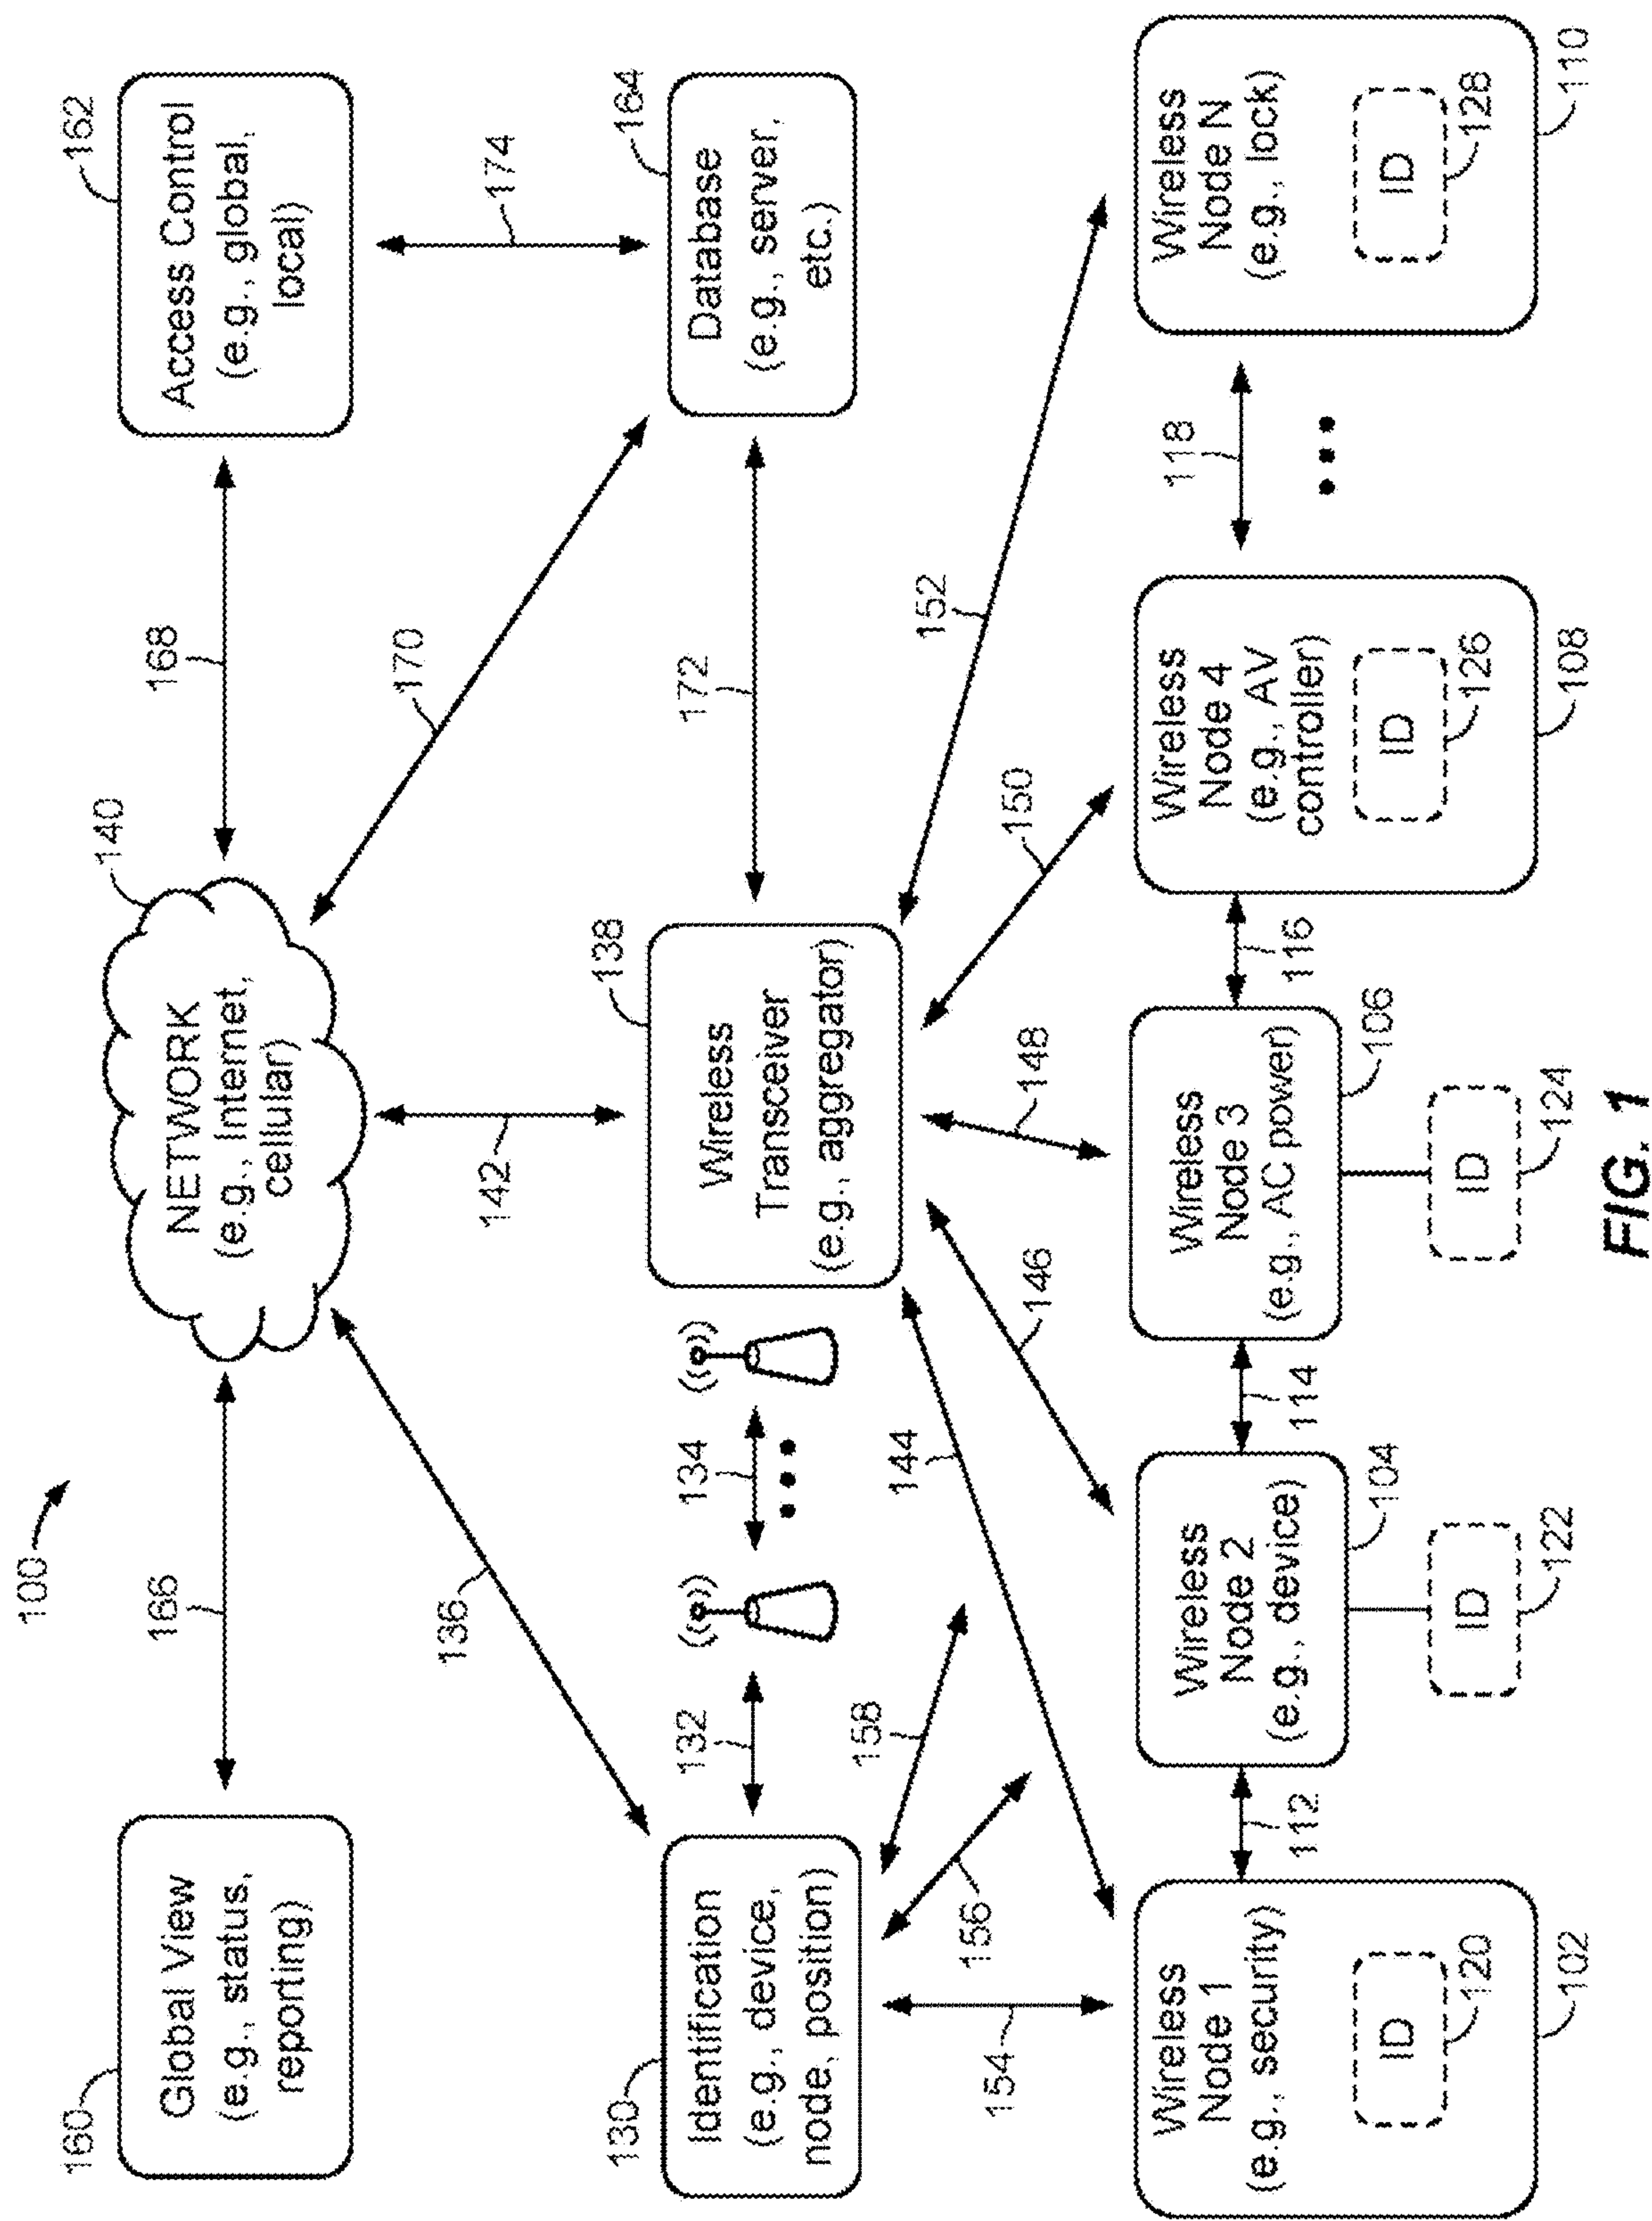 100
160
Global View
(e.g., status,
reporting)
166
140
NETWORK
(e.g., Internet,
cellular)
168
162
Access Control
(e.g., global,
local)
136
142
170
174
130
Identification
(e.g., device,
node, position)
132
134
138
Wireless
Transceiver
(e.g., aggregator)
172
164
Database
(e.g., server,
etc.)
154
156
158
144
146
148
150
152
Wireless
Node 1
(e.g., security)
ID
120
102
112
Wireless
Node 2
(e.g., device)
104
ID
122
114
Wireless
Node 3
(e.g., AC power)
106
ID
124
116
Wireless
Node 4
(e.g., AV
controller)
ID
126
108
118
Wireless
Node N
(e.g., lock)
ID
128
110
FIG. 1